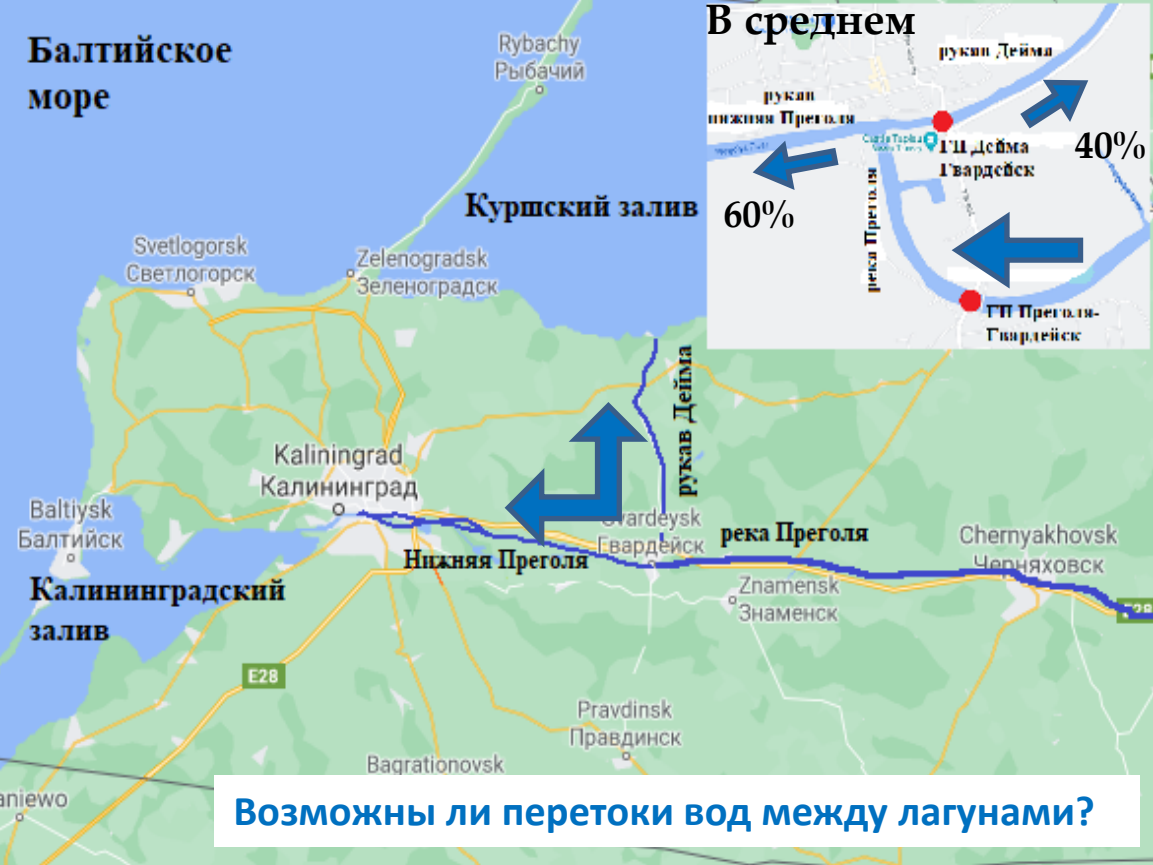 Балтийское
море
Rybachy
Рыбачий
В среднем
рукав Дейма
рукав
нижняя Преголя
ГП Дейма
Гвардейск
40%
60%
река Преголя
ГП Преголя-
Гвардейск
Куршский залив
Svetlogorsk
Светлогорск
Zelenogradsk
Зеленоградск
рукав Дейма
Kaliningrad
Калининград
Baltiysk
Балтийск
Gvardeysk
Гвардейск
река Преголя
Chernyakhovsk
Черняховск
Нижняя Преголя
Znamensk
Знаменск
Калининградский
залив
E28
E28
Pravdinsk
Правдинск
Bagrationovsk
aniewo
Возможны ли перетоки вод между лагунами?